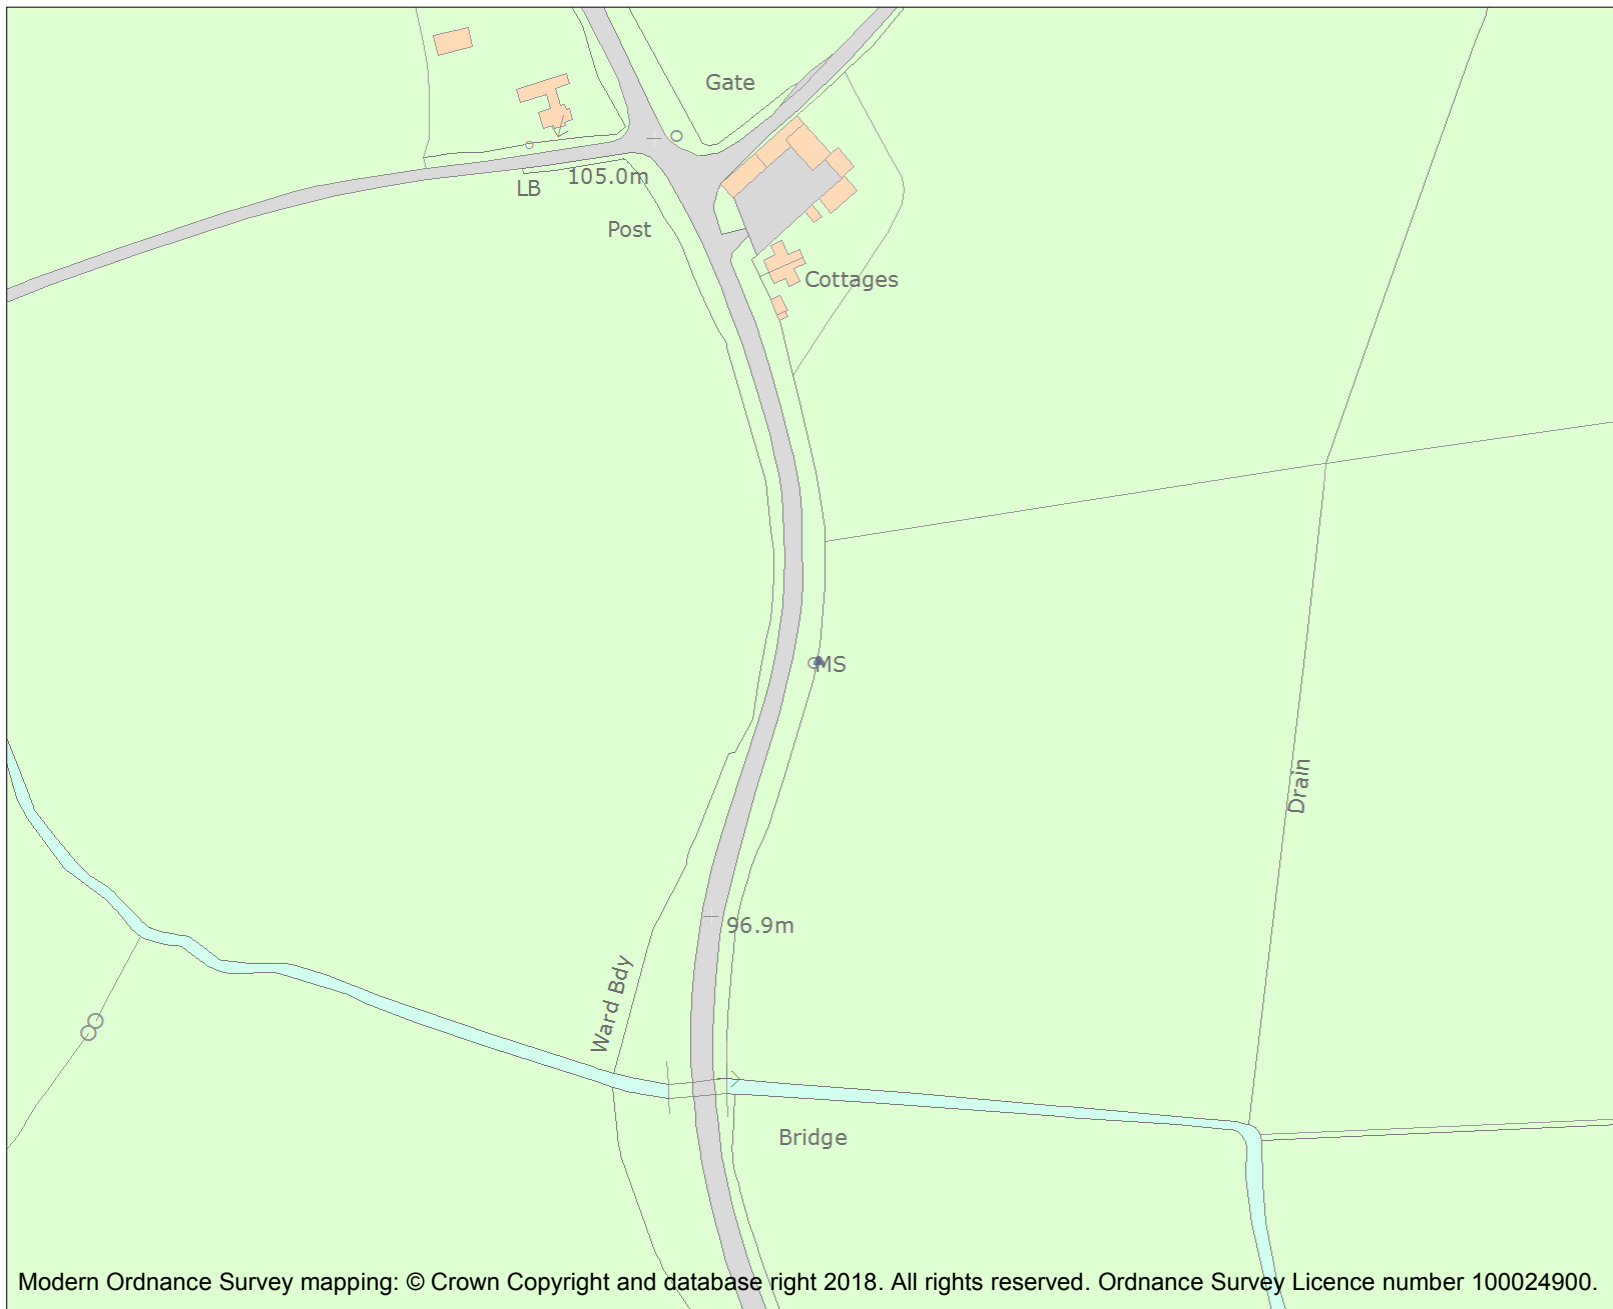 Gate
105.0m
LB
Post
Cottages
MS
Drain
96.9m
Ward Bdy
Bridge
Modern Ordnance Survey mapping: © Crown Copyright and database right 2018. All rights reserved. Ordnance Survey Licence number 100024900.